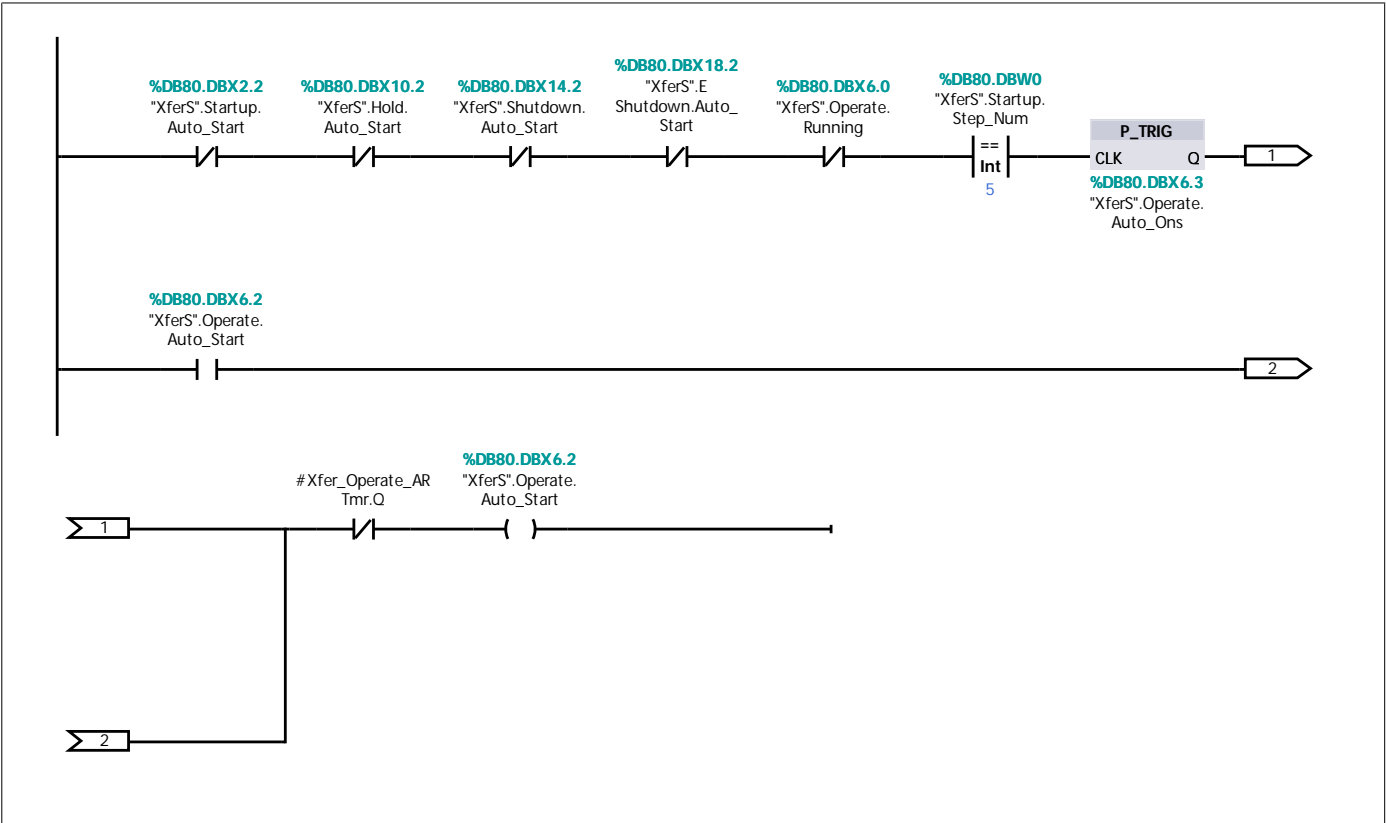 %DB80.DBX2.2
"XferS".Startup.
Auto_Start
%DB80.DBX10.2
"XferS".Hold.
Auto_Start
%DB80.DBX14.2
"XferS".Shutdown.
Auto_Start
%DB80.DBX18.2
"XferS".E
Shutdown.Auto_
Start
%DB80.DBX6.0
"XferS".Operate.
Running
%DB80.DBW0
"XferS".Startup.
Step_Num
==
Int
5
P_TRIG
CLK Q
%DB80.DBX6.3
"XferS".Operate.
Auto_Ons
1
%DB80.DBX6.2
"XferS".Operate.
Auto_Start
2
1
#Xfer_Operate_AR
Tmr.Q
%DB80.DBX6.2
"XferS".Operate.
Auto_Start
2